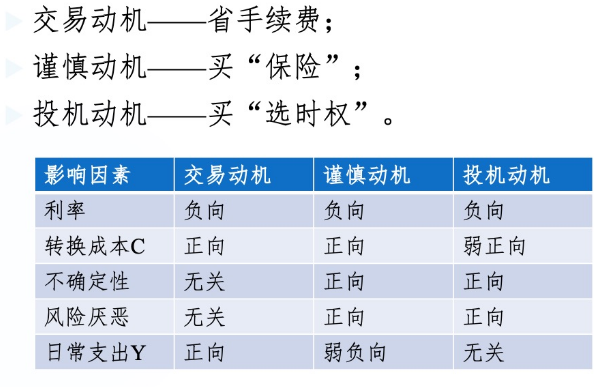 交易动机——省手续费；
谨慎动机——买“保险”；
投机动机——买“选时权”。
影响因素 交易动机 谨慎动机 投机动机
利率 负向 负向 负向
转换成本C 正向 正向 弱正向
不确定性 无关 正向 正向
风险厌恶 无关 正向 正向
日常支出Y 正向 弱负向 无关